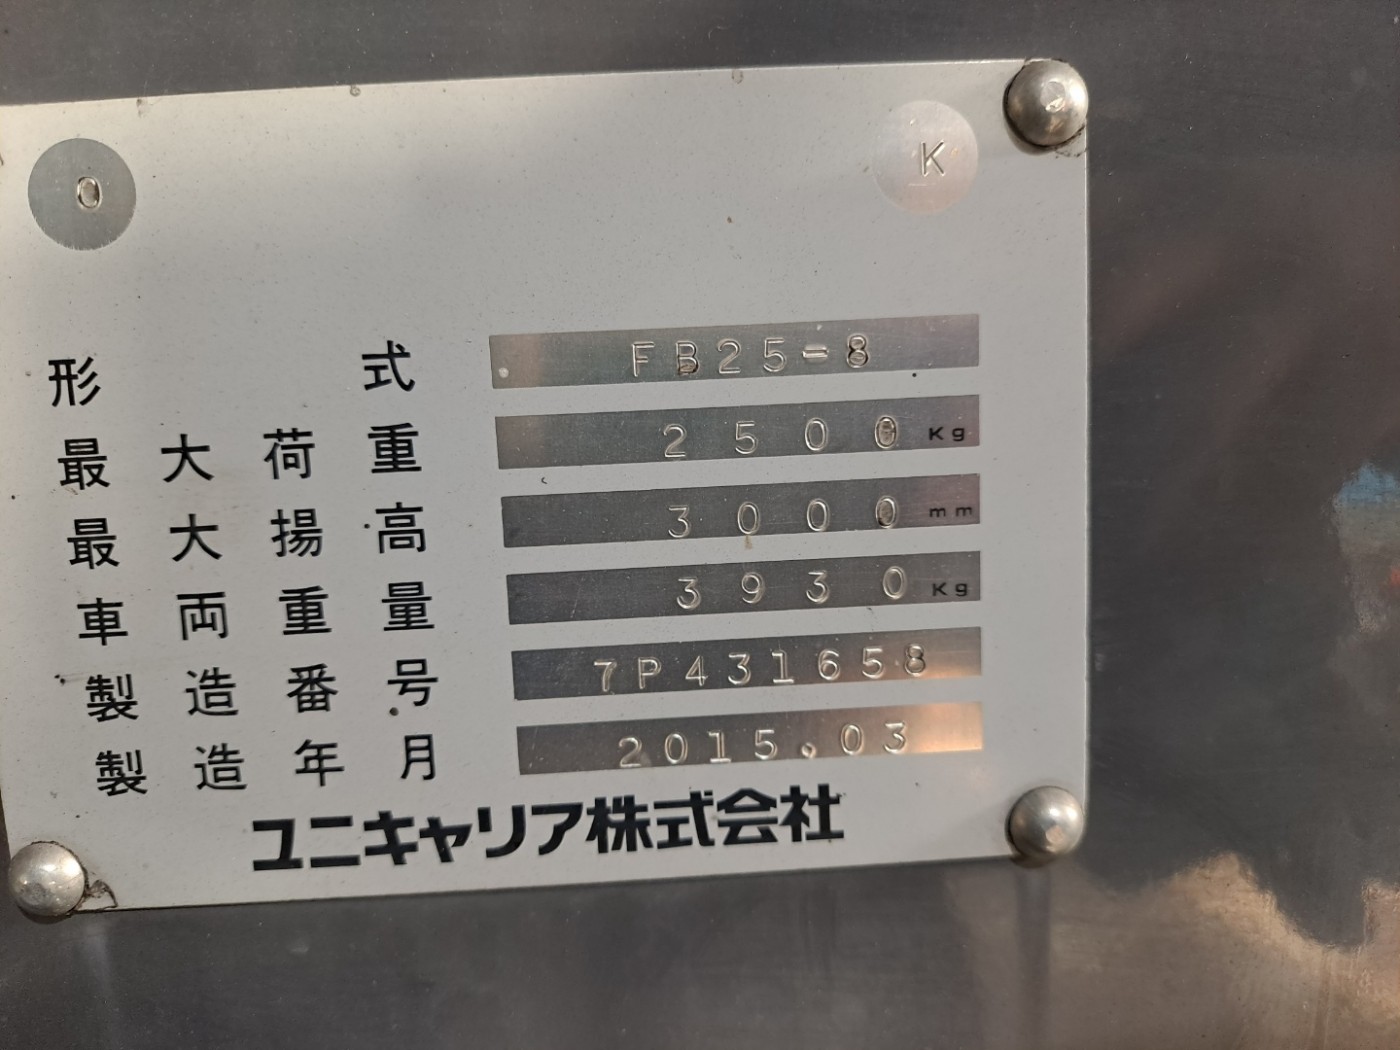 O K
形式 FB25-8
最大荷重 2500 Kg
最大揚高 3000 mm
車両重量 3930 Kg
製造番号 7P431658
製造年月 2015.03
ユニキャリア株式会社